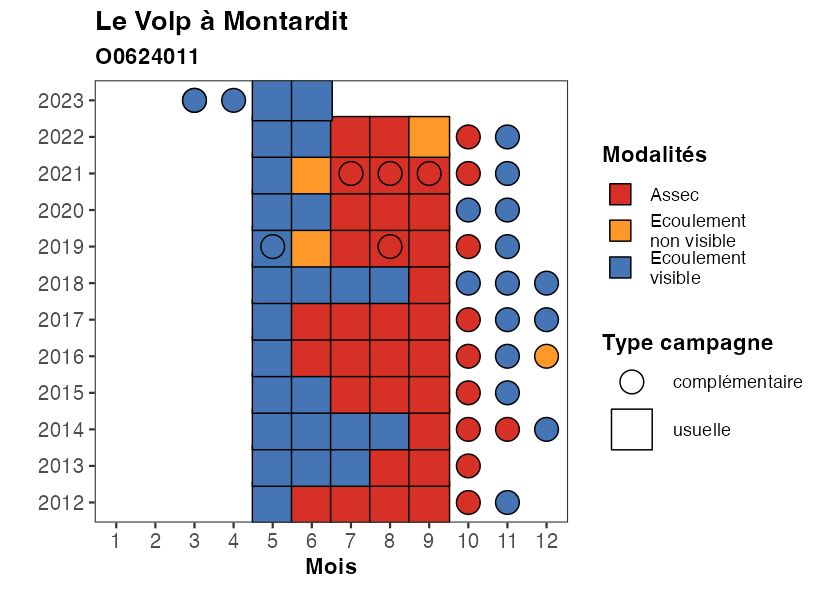 Le Volp à Montardit
O0624011
2023
2022
2021
2020
2019
2018
2017
2016
2015
2014
2013
2012
1 2 3 4 5 6 7 8 9 10 11 12
Mois
Modalités
Assec
Ecoulement
non visible
Ecoulement
visible
Type campagne
complémentaire
usuelle